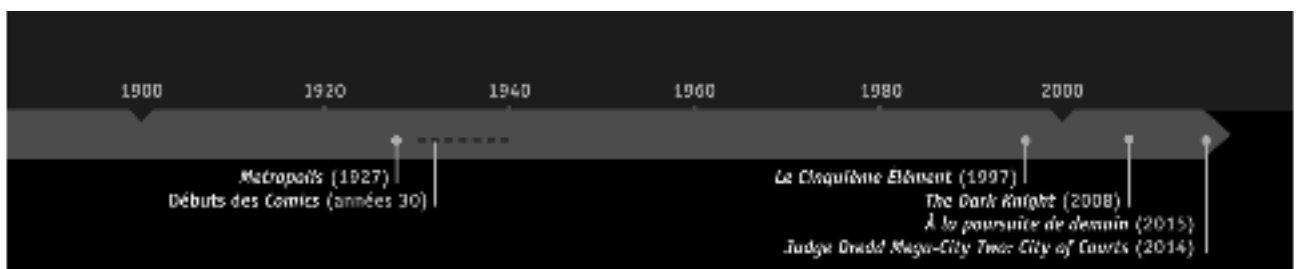 1900 1920 1940 1960 1980 2000
Metropolis (1927)
Débuts des Comics (années 30)
Le Cinquième Élément (1997)
The Dark Knight (2008)
À la poursuite de demain (2015)
Judge Dredd Mega-City Two: City of Courts (2014)